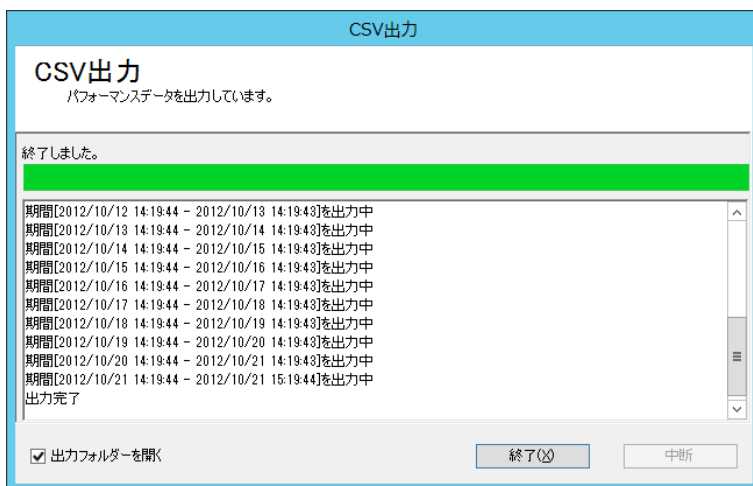 CSV出力
CSV出力
パフォーマンスデータを出力しています。
終了しました。
期間[2012/10/12 14:19:44 - 2012/10/13 14:19:43]を出力中
期間[2012/10/13 14:19:44 - 2012/10/14 14:19:43]を出力中
期間[2012/10/14 14:19:44 - 2012/10/15 14:19:43]を出力中
期間[2012/10/15 14:19:44 - 2012/10/16 14:19:43]を出力中
期間[2012/10/16 14:19:44 - 2012/10/17 14:19:43]を出力中
期間[2012/10/17 14:19:44 - 2012/10/18 14:19:43]を出力中
期間[2012/10/18 14:19:44 - 2012/10/19 14:19:43]を出力中
期間[2012/10/19 14:19:44 - 2012/10/20 14:19:43]を出力中
期間[2012/10/20 14:19:44 - 2012/10/21 14:19:43]を出力中
期間[2012/10/21 14:19:44 - 2012/10/21 15:19:44]を出力中
出力完了
出力フォルダーを開く 終了(X) 中断